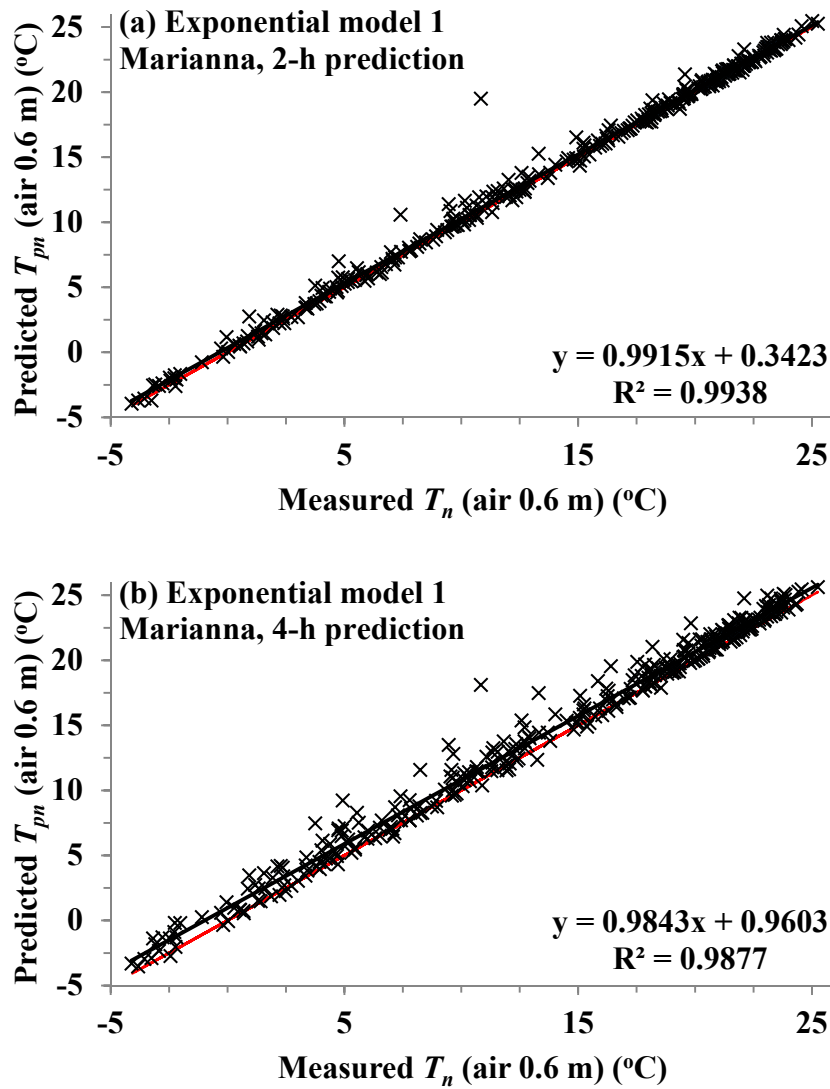 (a) Exponential model 1
Marianna, 2-h prediction
25
20
15
10
5
0
-5
Predicted Tpn (air 0.6 m) (ºC)
y = 0.9915x + 0.3423
R² = 0.9938
-5 5 15 25
Measured Tn (air 0.6 m) (ºC)
(b) Exponential model 1
Marianna, 4-h prediction
25
20
15
10
5
0
-5
Predicted Tpn (air 0.6 m) (ºC)
y = 0.9843x + 0.9603
R² = 0.9877
-5 5 15 25
Measured Tn (air 0.6 m) (ºC)